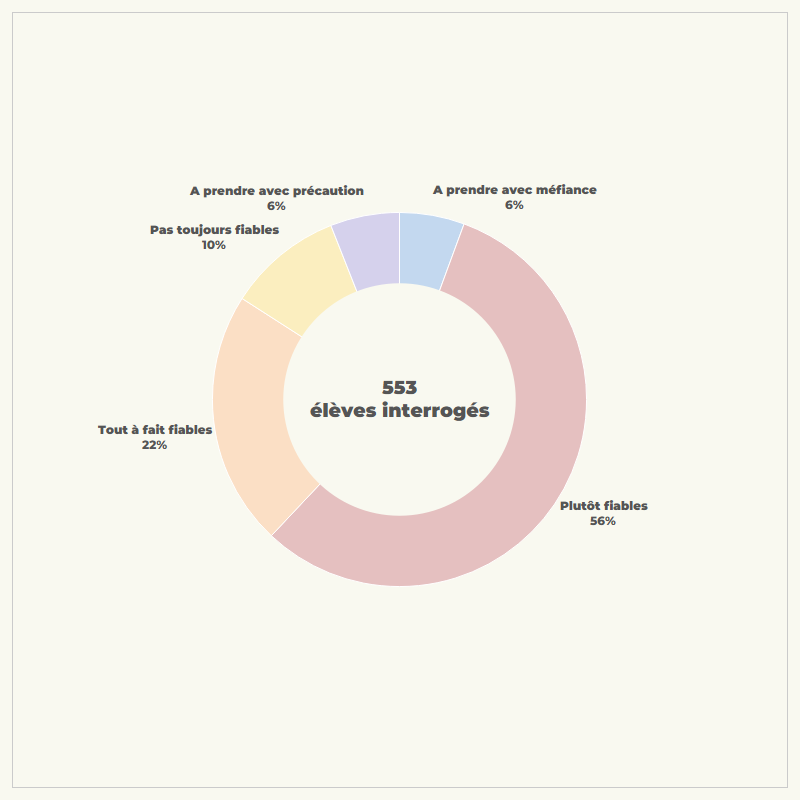 A prendre avec précaution
6%
A prendre avec méfiance
6%
Pas toujours fiables
10%
553
élèves interrogés
Tout à fait fiables
22%
Plutôt fiables
56%